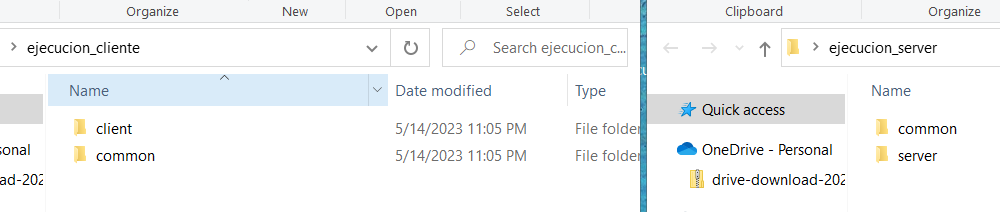 Organize New Open Select
ejecucion_cliente
Search ejecucion_c...
Name Date modified Type
client 5/14/2023 11:05 PM File folder
common 5/14/2023 11:05 PM File folder
sonal
oad-202
Clipboard Organize
ejecucion_server
Quick access
OneDrive - Personal
drive-download-202
Name
common
server